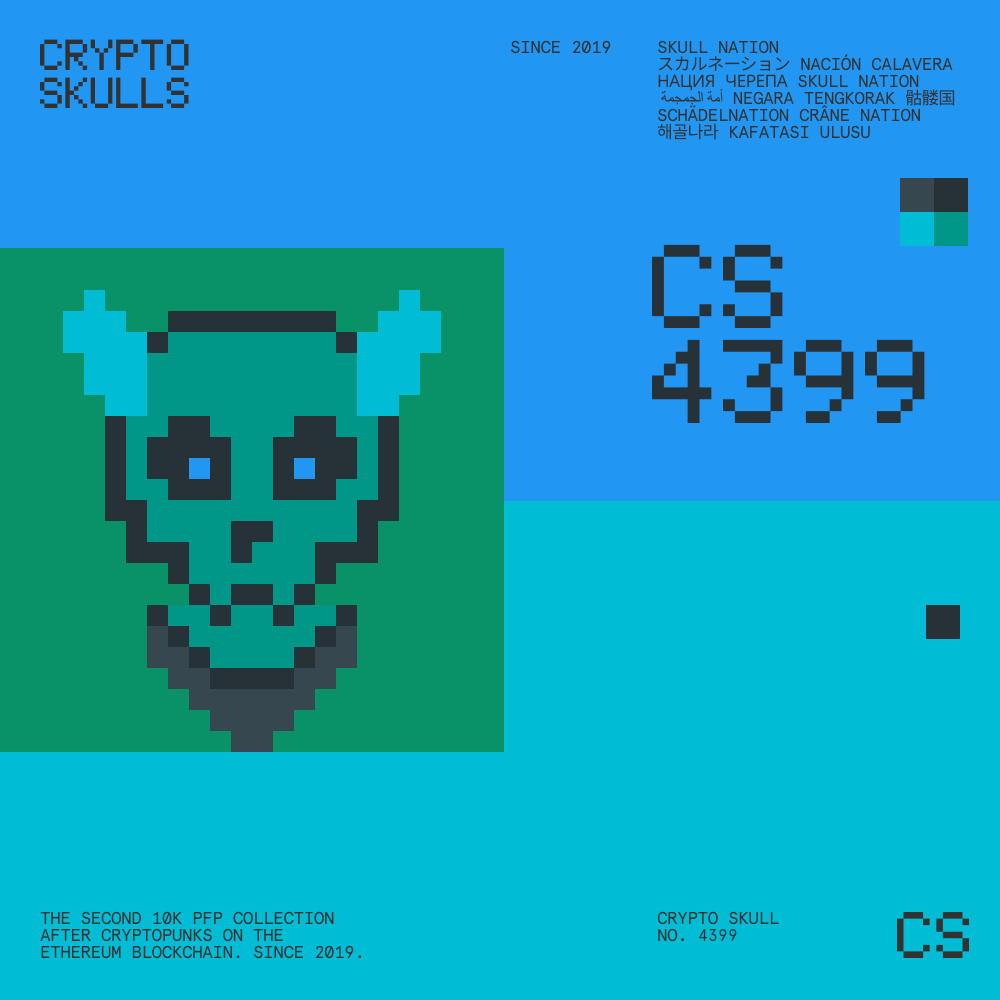 CRYPTO
SKULLS
SINCE 2019
SKULL NATION
スカルネーション NACIÓN CALAVERA
НАЦИЯ ЧЕРЕПА SKULL NATION
أمة الجمجمة NEGARA TENGKORAK 骷髅国
SCHÄDELNATION CRÂNE NATION
해골나라 KAFATASI ULUSU
CS
4399
THE SECOND 10K PFP COLLECTION
AFTER CRYPTOPUNKS ON THE
ETHEREUM BLOCKCHAIN. SINCE 2019.
CRYPTO SKULL
NO. 4399
CS